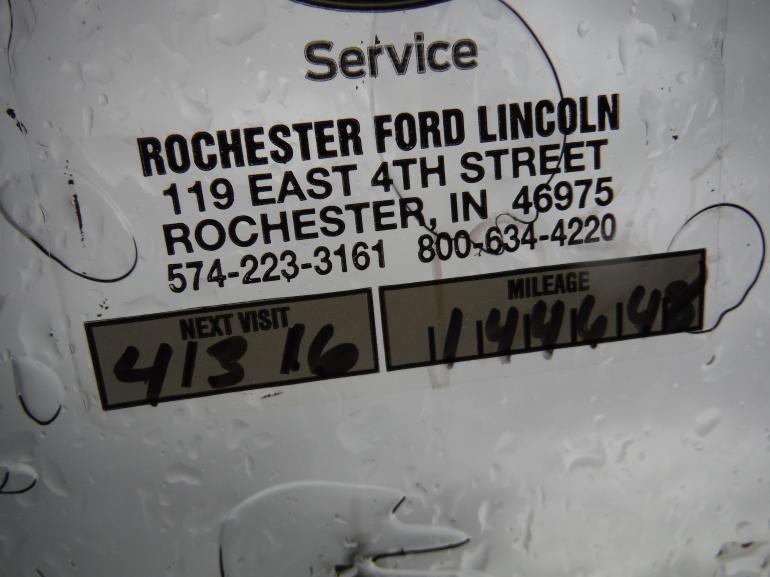 Service
ROCHESTER FORD LINCOLN
119 EAST 4TH STREET
ROCHESTER, IN 46975
574-223-3161 800-634-4220
NEXT VISIT MILEAGE
4 13 16 144648